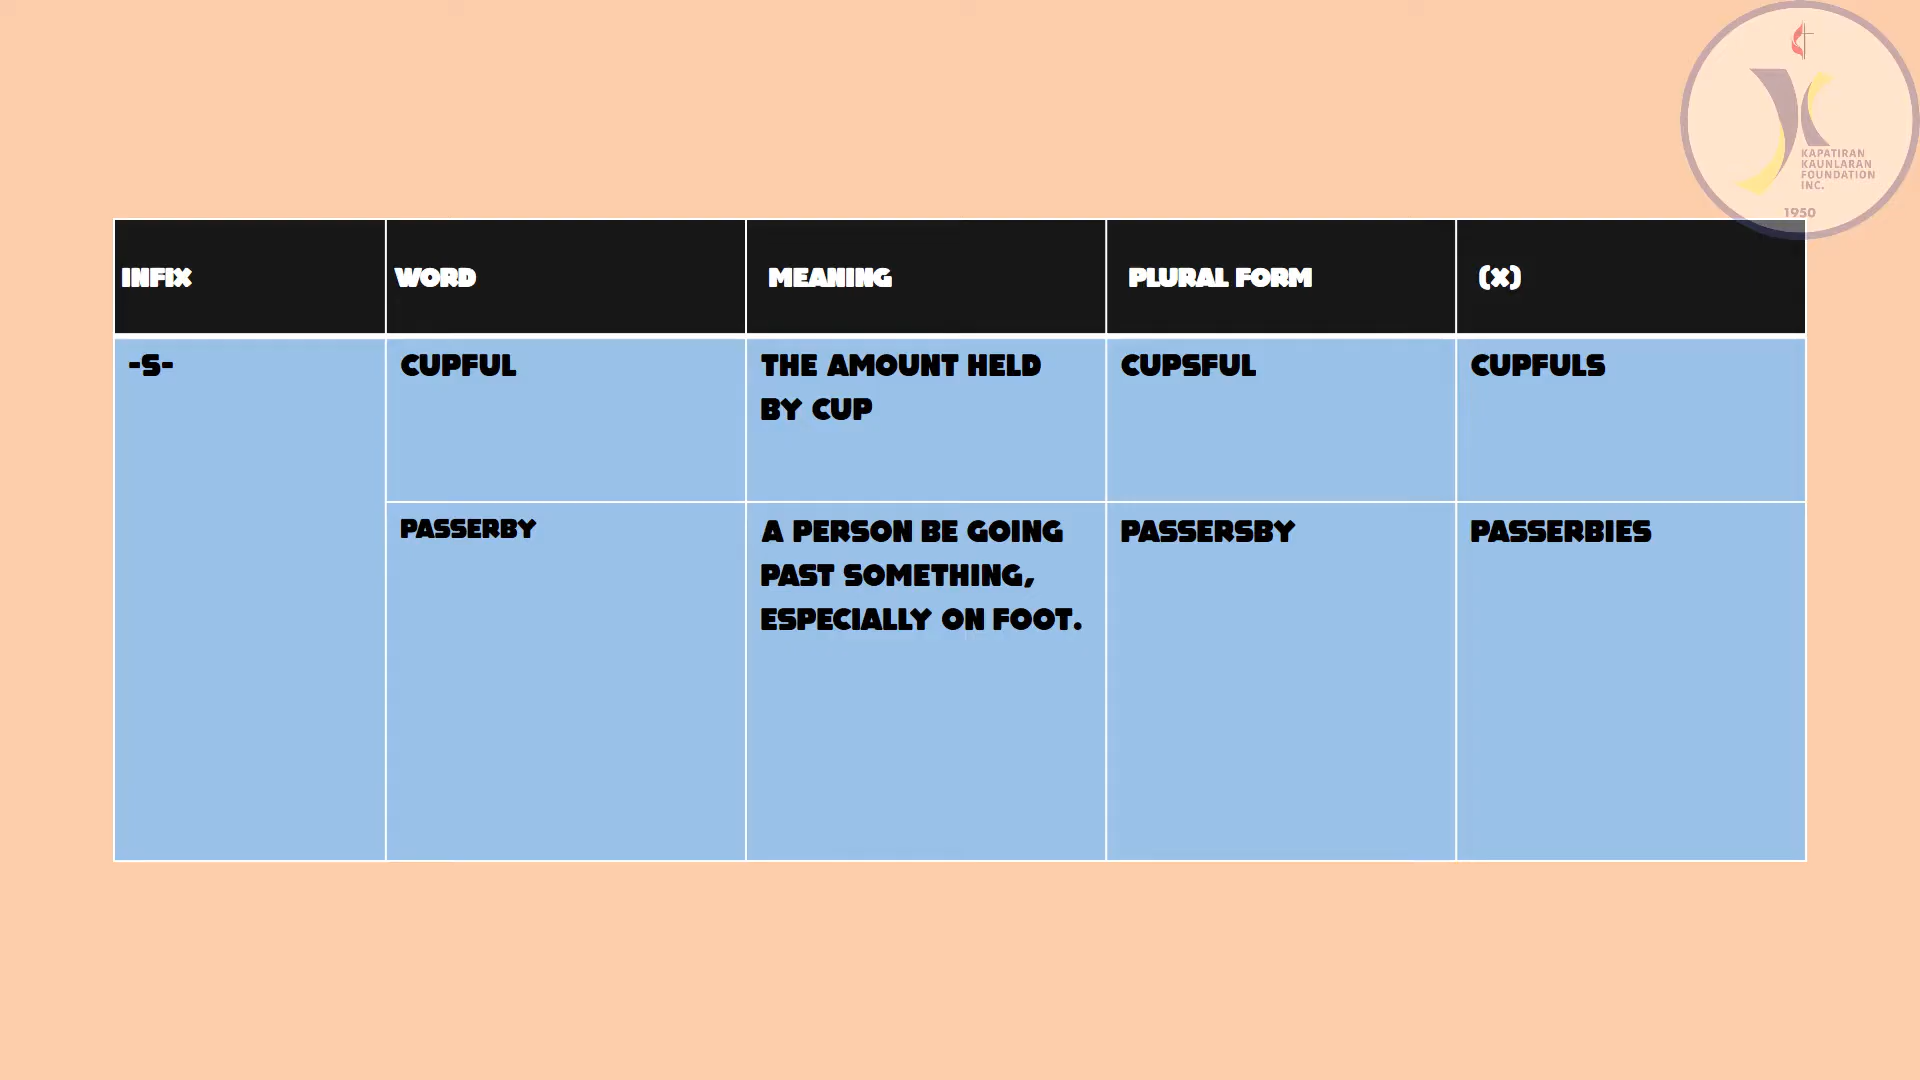 KAPATIRAN
KAUNLARAN
FOUNDATION
INC.
1950
INFIX
WORD
MEANING
PLURAL FORM
(X)
-S-
CUPFUL
THE AMOUNT HELD
BY CUP
CUPSFUL
CUPFULS
PASSERBY
A PERSON BE GOING
PAST SOMETHING,
ESPECIALLY ON FOOT.
PASSERSBY
PASSERBIES